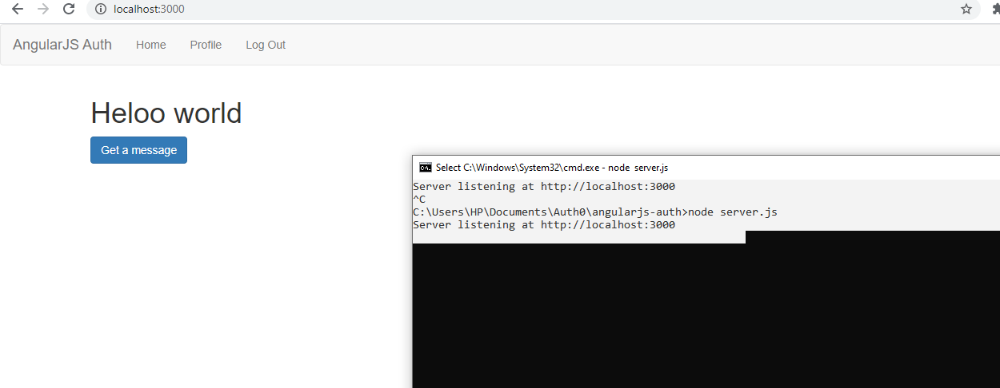 localhost:3000
AngularJS Auth Home Profile Log Out
Heloo world
Get a message
Select C:\Windows\System32\cmd.exe - node server.js
Server listening at http://localhost:3000
^C
C:\Users\HP\Documents\Auth0\angularjs-auth>node server.js
Server listening at http://localhost:3000